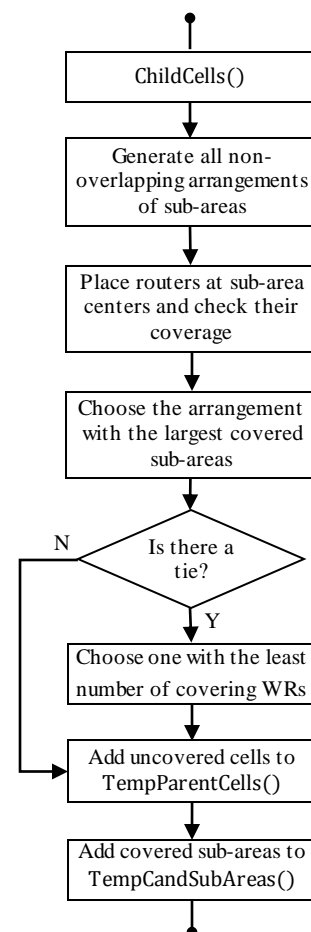 ChildCells()
Generate all non-
overlapping arrangements
of sub-areas
Place routers at sub-area
centers and check their
coverage
Choose the arrangement
with the largest covered
sub-areas
Is there a
tie?
N
Y
Choose one with the least
number of covering WRs
Add uncovered cells to
TempParentCells()
Add covered sub-areas to
TempCandSubAreas()